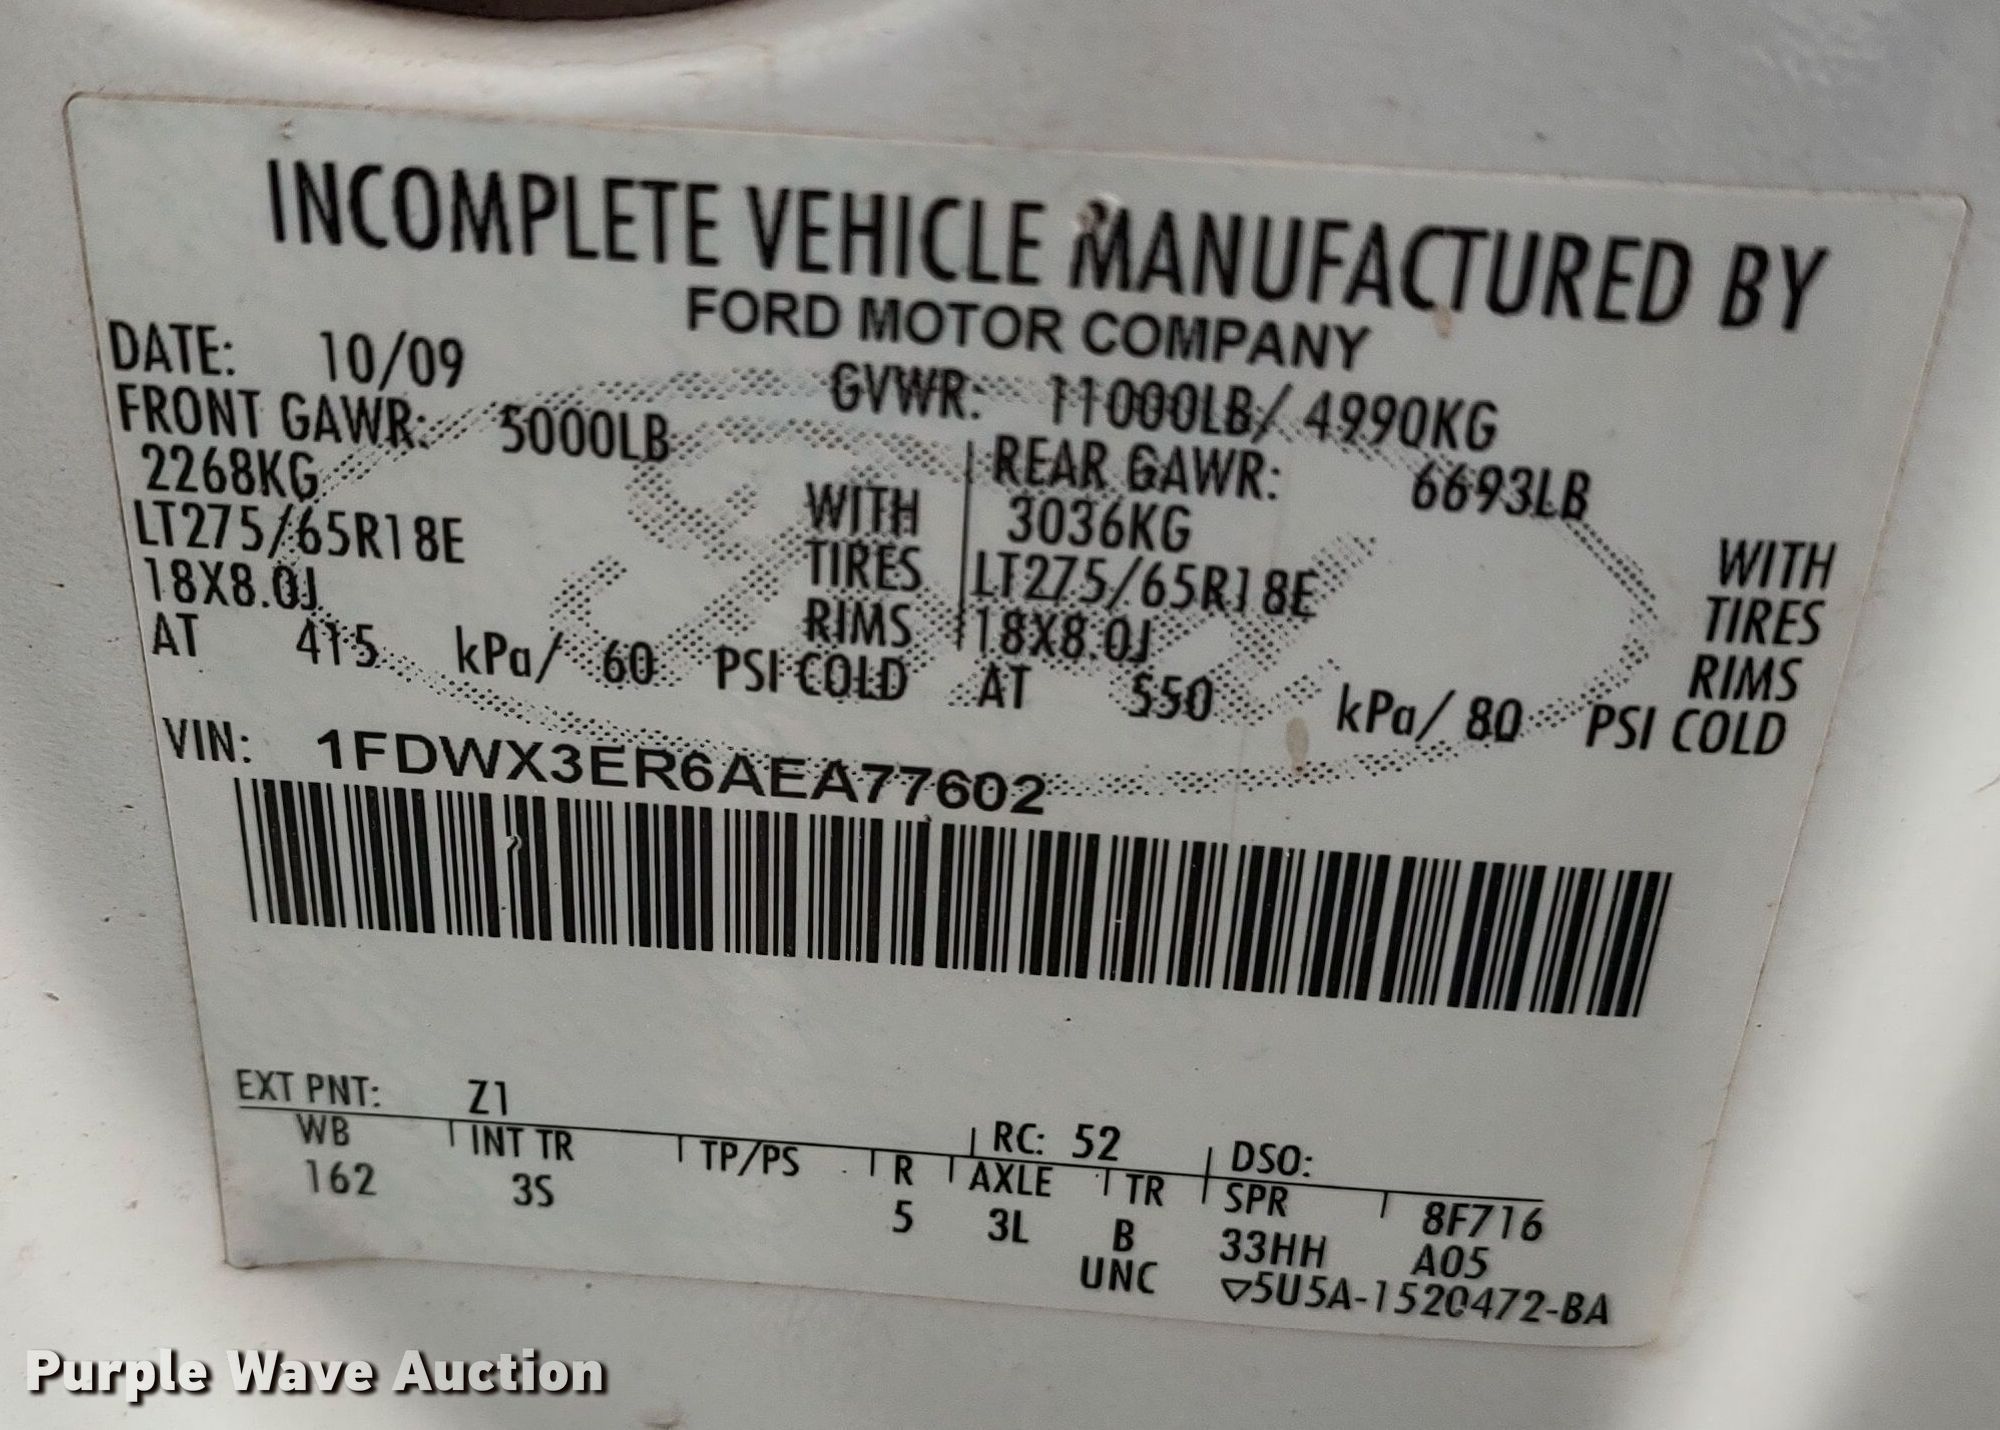 INCOMPLETE VEHICLE MANUFACTURED BY
FORD MOTOR COMPANY
DATE: 10/09 GVWR: 11000LB/ 4990KG
FRONT GAWR: 5000LB REAR GAWR: 6693LB
2268KG WITH 3036KG WITH
LT275/65R18E TIRES LT275/65R18E TIRES
18X8.0J RIMS 18X8.0J RIMS
AT 415 kPa/ 60 PSI COLD AT 550 kPa/ 80 PSI COLD
VIN: 1FDWX3ER6AEA77602
EXT PNT: Z1 RC: 52 DSO:
WB INT TR TP/PS R AXLE TR SPR 8F716
162 3S 5 3L B 33HH A05
UNC ▽5U5A-1520472-BA
Purple Wave Auction